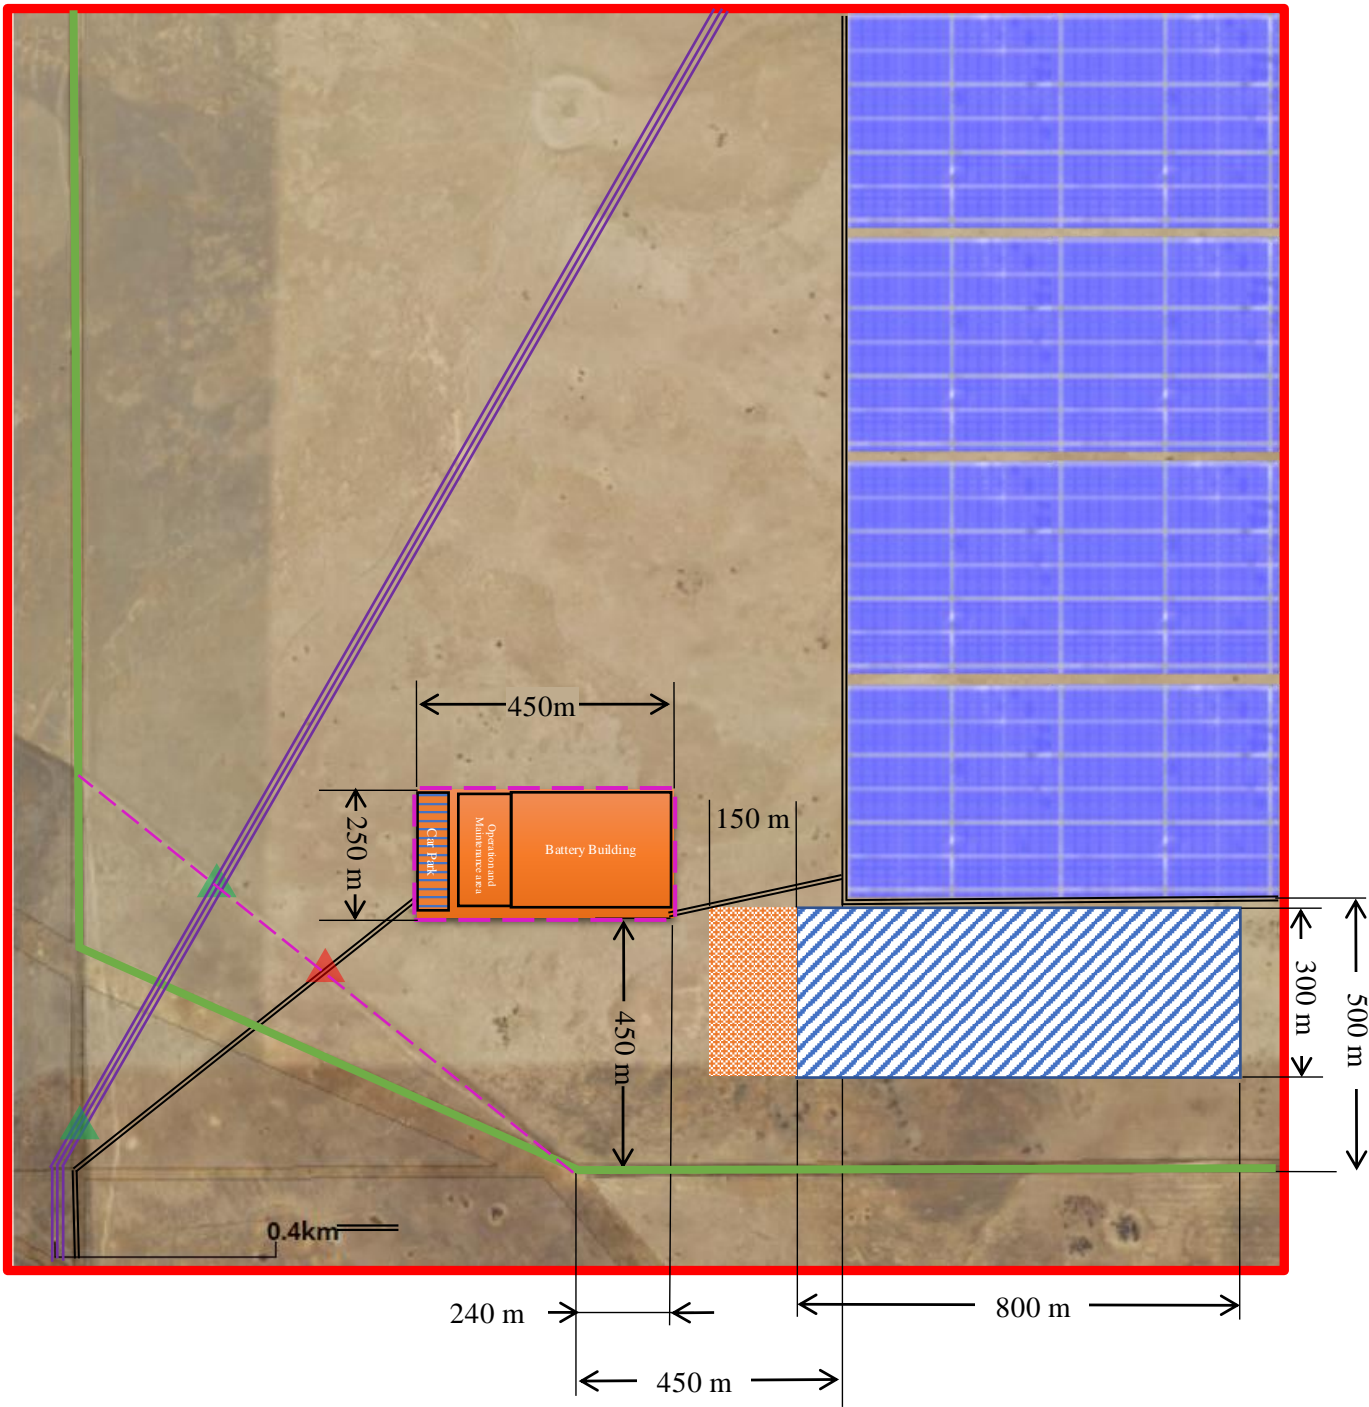 450m
250 m
Car Park
Operation and
Maintenance area
Battery Building
150 m
450 m
300 m
500 m
0.4km
240 m
800 m
450 m